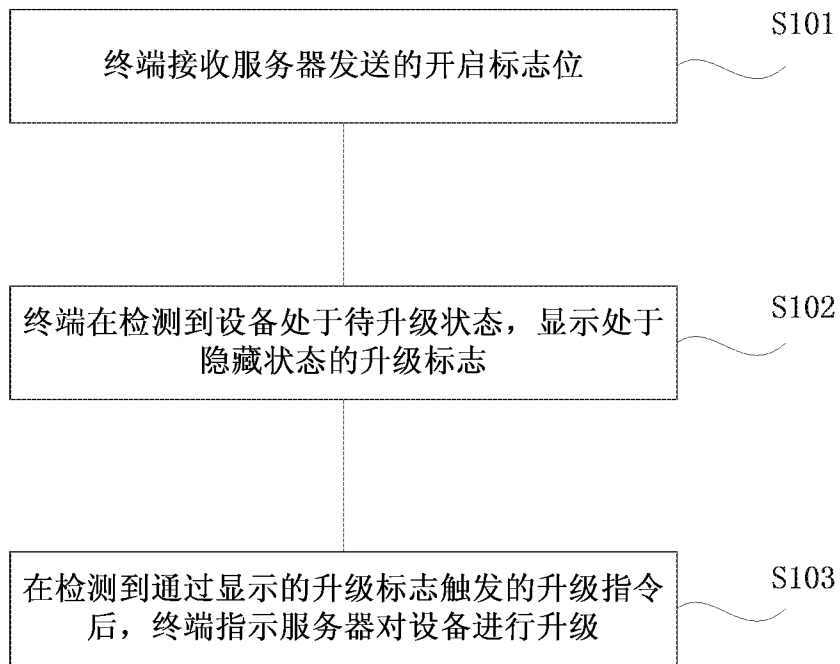 S101
终端接收服务器发送的开启标志位
S102
终端在检测到设备处于待升级状态，显示处于
隐藏状态的升级标志
S103
在检测到通过显示的升级标志触发的升级指令
后，终端指示服务器对设备进行升级